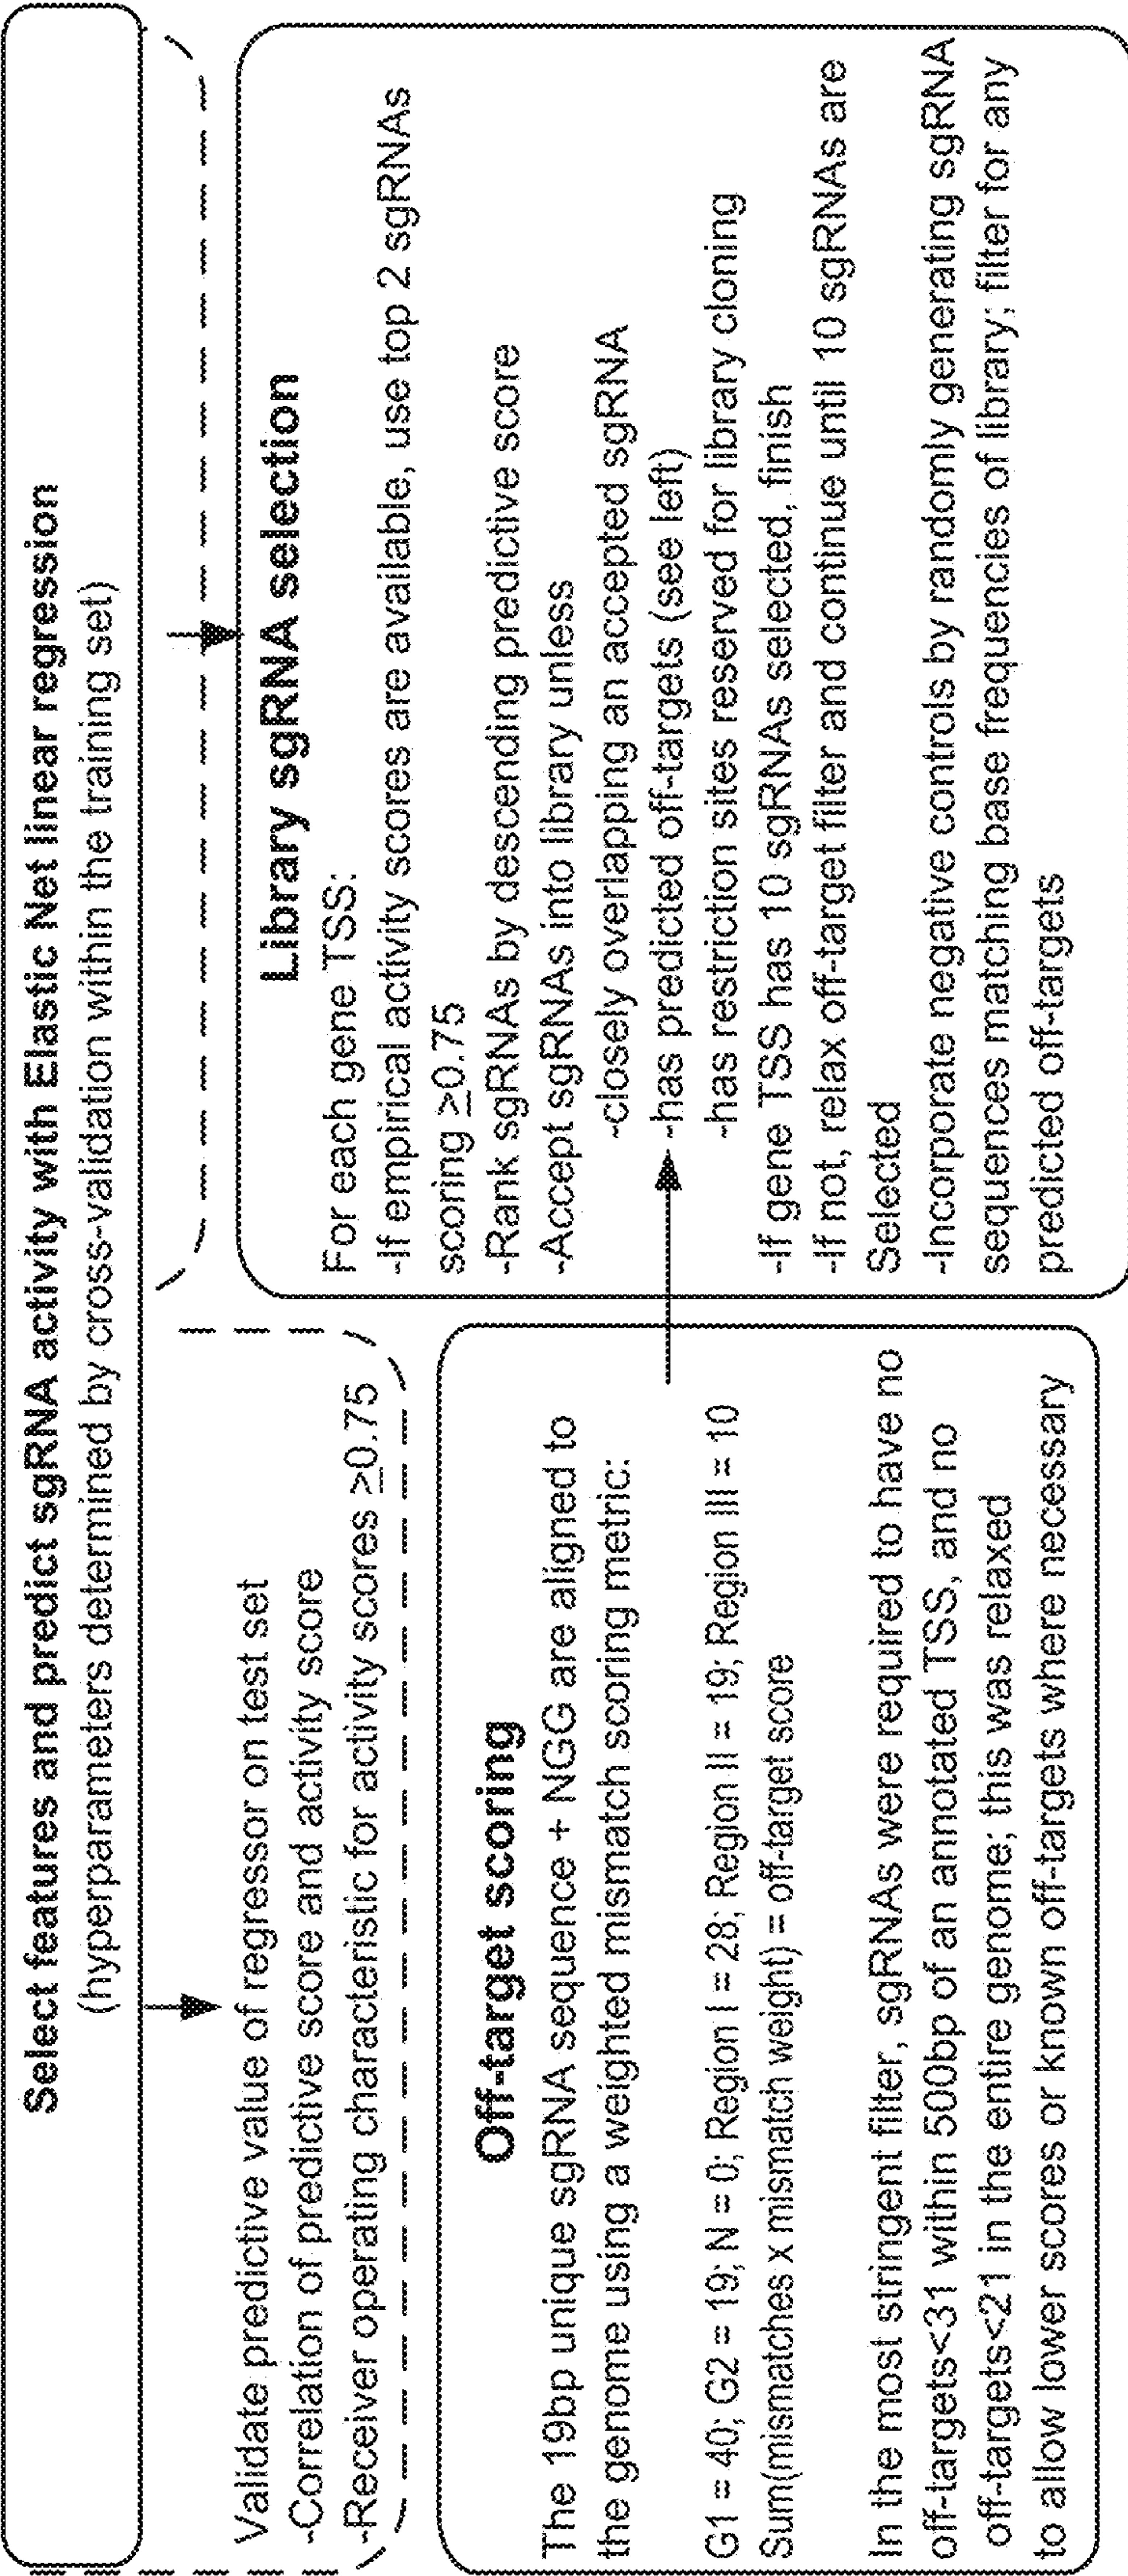 Select features and predict sgRNA activity with Elastic Net linear regression
(hyperparameters determined by cross-validation within the training set)
Validate predictive value of regressor on test set
-Correlation of predictive score and activity score
-Receiver operating characteristic for activity scores ≥0.75
Off-target scoring
The 19bp unique sgRNA sequence + NGG are aligned to
the genome using a weighted mismatch scoring metric:
G1 = 40; G2 = 19; N = 0; Region I = 28; Region II = 19; Region III = 10
Sum(mismatches x mismatch weight) = off-target score
In the most stringent filter, sgRNAs were required to have no
off-targets<31 within 500bp of an annotated TSS, and no
off-targets<21 in the entire genome; this was relaxed
to allow lower scores or known off-targets where necessary
Library sgRNA selection
For each gene TSS:
-If empirical activity scores are available, use top 2 sgRNAs
scoring ≥0.75
-Rank sgRNAs by descending predictive score
-Accept sgRNAs into library unless
-closely overlapping an accepted sgRNA
-has predicted off-targets (see left)
-has restriction sites reserved for library cloning
-If gene TSS has 10 sgRNAs selected, finish
-If not, relax off-target filter and continue until 10 sgRNAs are
Selected
-Incorporate negative controls by randomly generating sgRNA
sequences matching base frequencies of library; filter for any
predicted off-targets